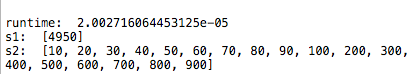 runtime:  2.002716064453125e-05
s1:  [4950]
s2:  [10, 20, 30, 40, 50, 60, 70, 80, 90, 100, 200, 300,
400, 500, 600, 700, 800, 900]